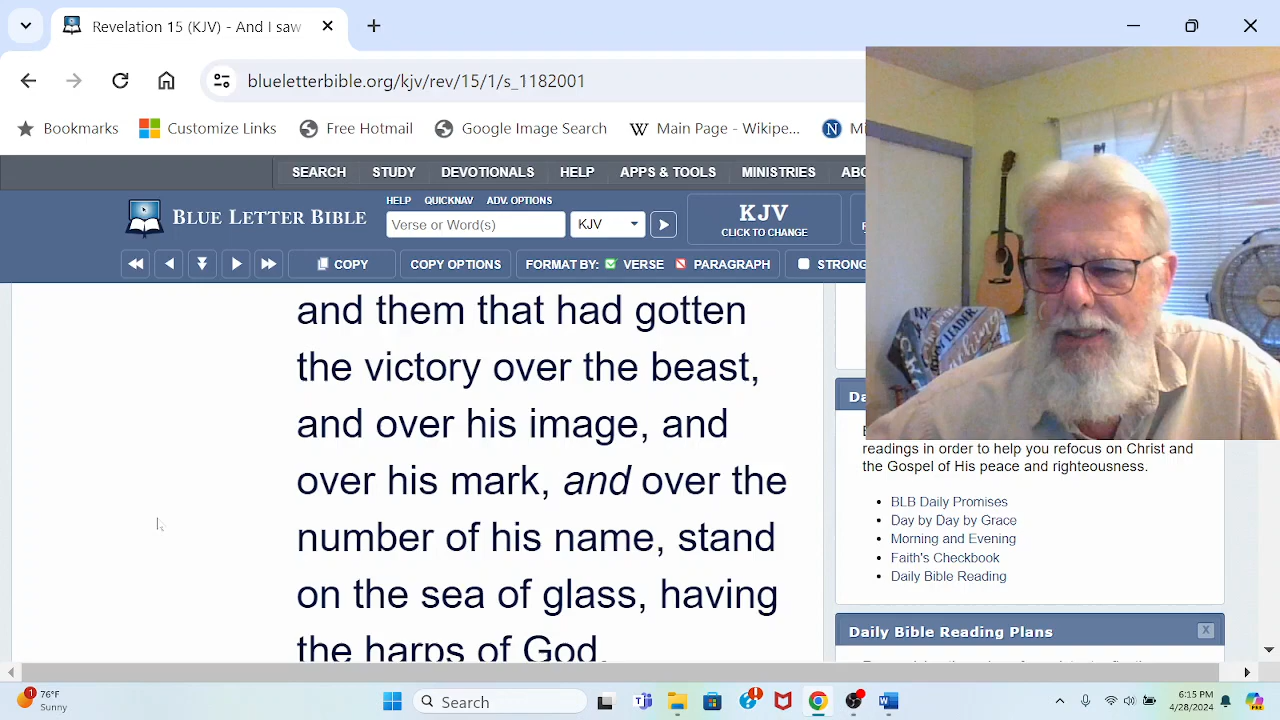 Revelation 15 (KJV) - And I saw
blueletterbible.org/kjv/rev/15/1/s_1182001
Bookmarks Customize Links Free Hotmail Google Image Search Main Page - Wikipe... Mi
SEARCH STUDY DEVOTIONALS HELP APPS & TOOLS MINISTRIES ABO
HELP QUICKNAV ADV. OPTIONS
BLUE LETTER BIBLE Verse or Word(s) KJV
KJV
CLICK TO CHANGE
COPY COPY OPTIONS FORMAT BY: VERSE PARAGRAPH STRONG
and them that had gotten
the victory over the beast,
and over his image, and
over his mark, and over the
number of his name, stand
on the sea of glass, having
the harps of God.
Da
readings in order to help you refocus on Christ and
the Gospel of His peace and righteousness.
BLB Daily Promises
Day by Day by Grace
Morning and Evening
Faith's Checkbook
Daily Bible Reading
Daily Bible Reading Plans X
76°F
Sunny
Search
6:15 PM
4/28/2024